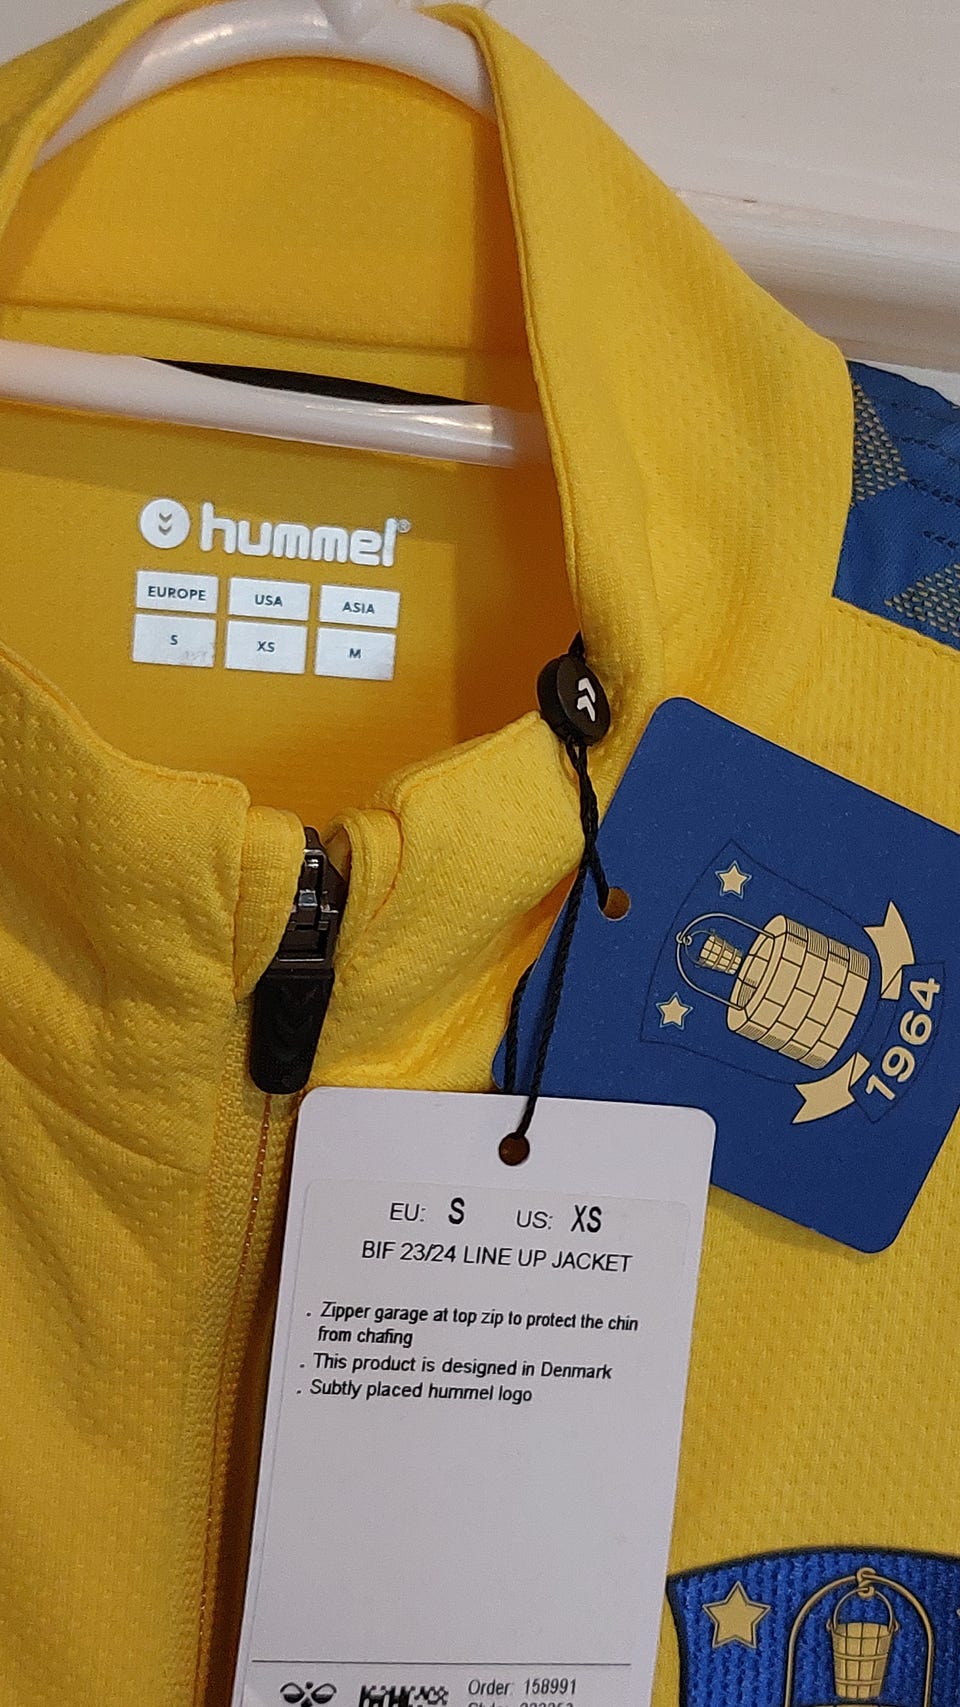 hummel®
EUROPE USA ASIA
S XS M
1964
EU: S US: XS
BIF 23/24 LINE UP JACKET
. Zipper garage at top zip to protect the chin
from chafing
. This product is designed in Denmark
. Subtly placed hummel logo
Order: 158991